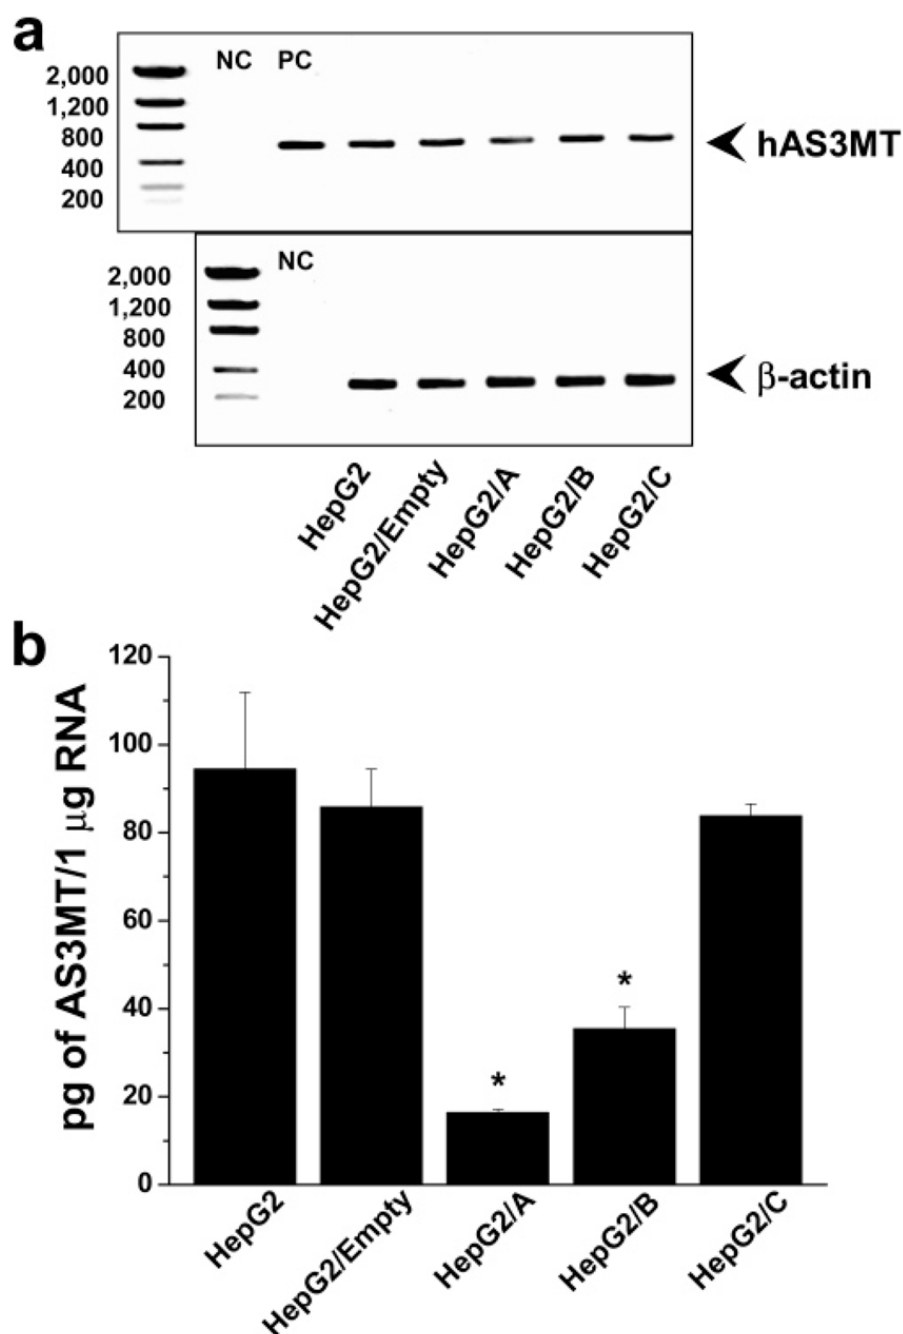 a
NC PC
2,000
1,200
800
400
200
hAS3MT
NC
2,000
1,200
800
400
200
β-actin
HepG2
HepG2/Empty
HepG2/A
HepG2/B
HepG2/C
b
pg of AS3MT/1 μg RNA
120
100
80
60
40
20
0
*
*
HepG2
HepG2/Empty
HepG2/A
HepG2/B
HepG2/C